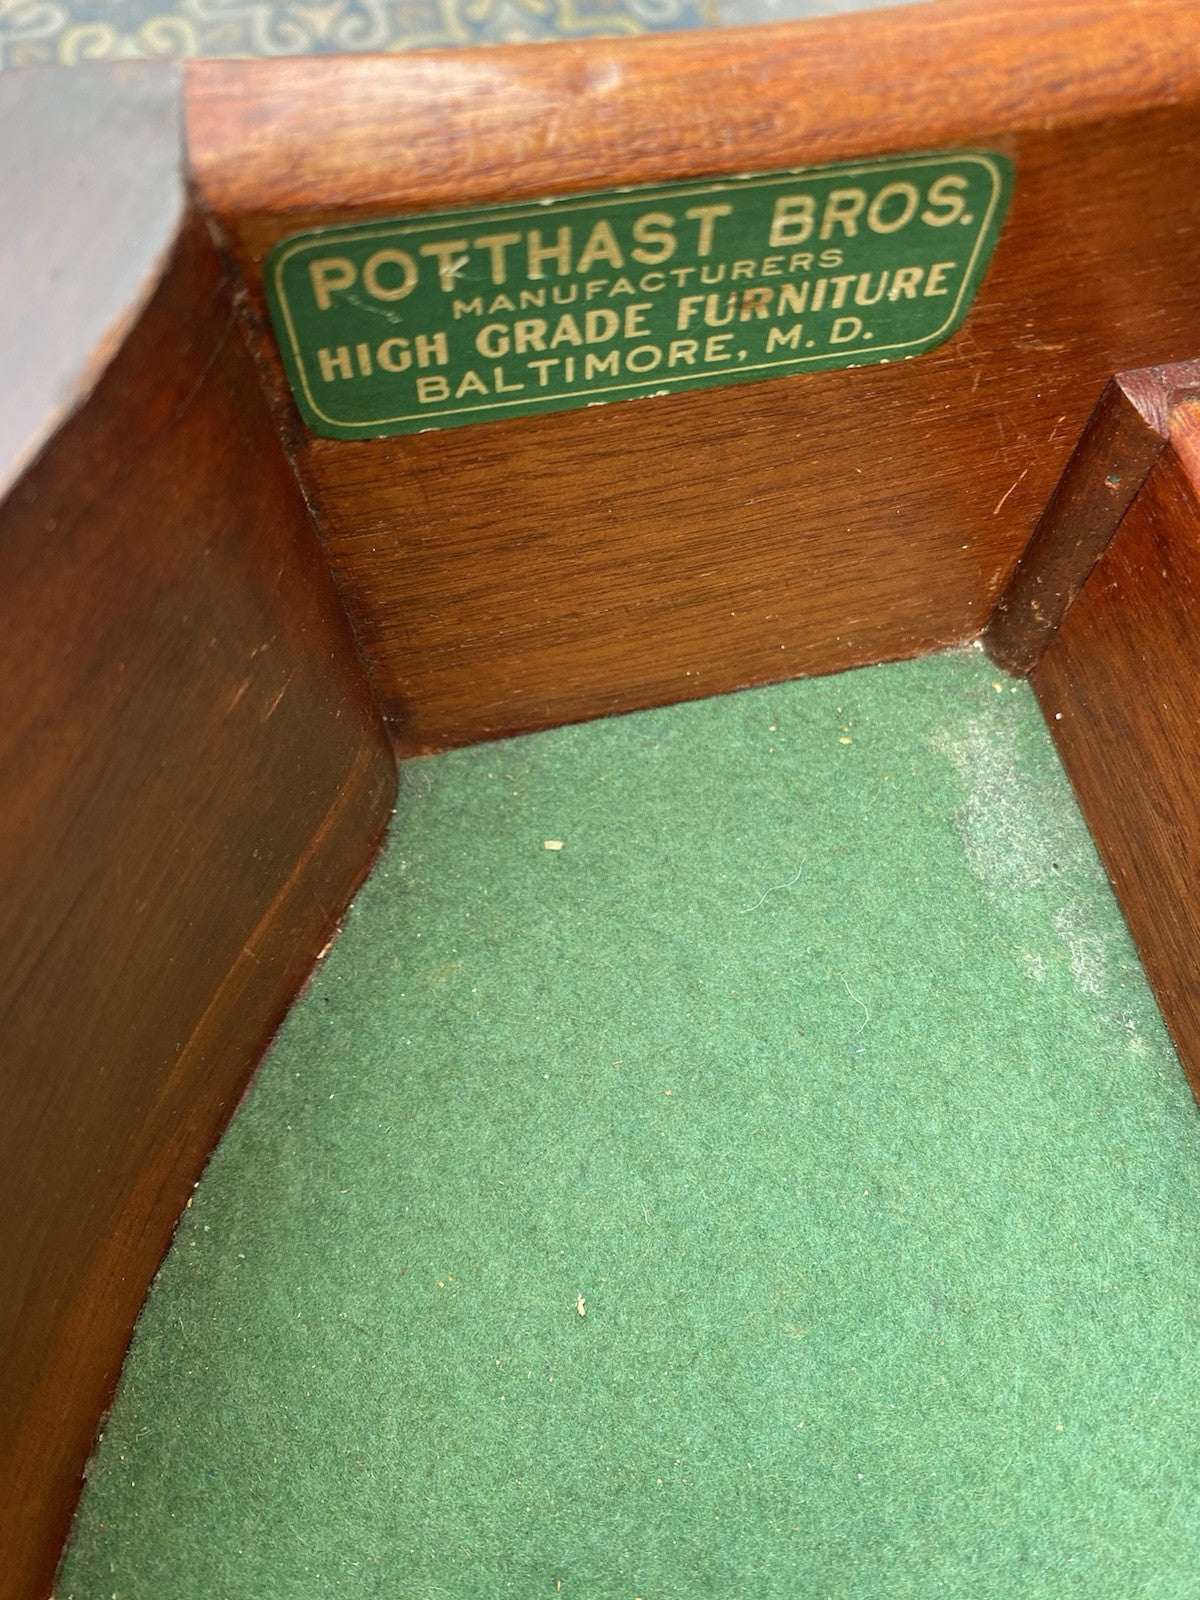 POTTHAST BROS.
MANUFACTURERS
HIGH GRADE FURNITURE
BALTIMORE, M. D.